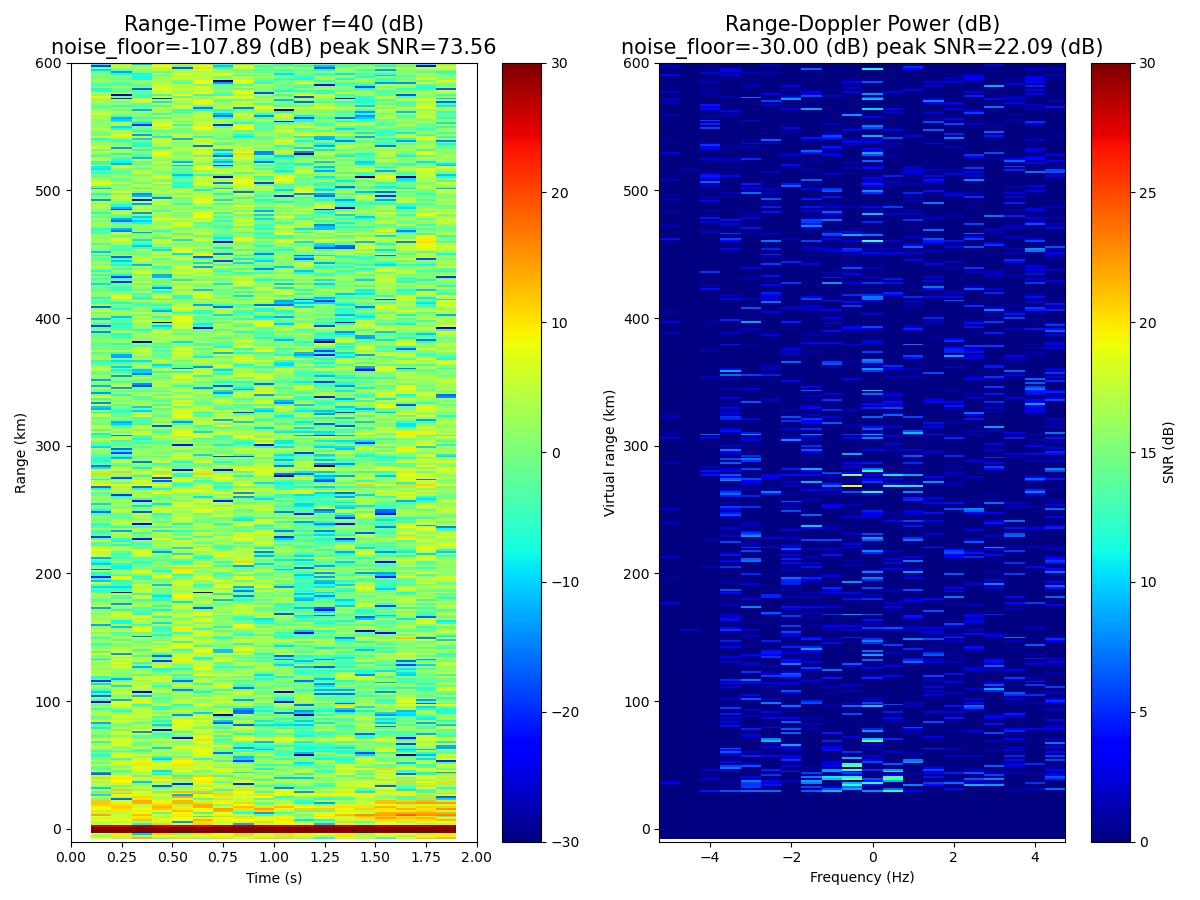 Range-Time Power f=40 (dB)
noise_floor=-107.89 (dB) peak SNR=73.56
600
500
400
300
200
100
0
Range (km)
0.00 0.25 0.50 0.75 1.00 1.25 1.50 1.75 2.00
Time (s)
30
20
10
0
−10
−20
−30
Range-Doppler Power (dB)
noise_floor=-30.00 (dB) peak SNR=22.09 (dB)
600
500
400
300
200
100
0
Virtual range (km)
−4 −2 0 2 4
Frequency (Hz)
30
25
20
15
10
5
0
SNR (dB)